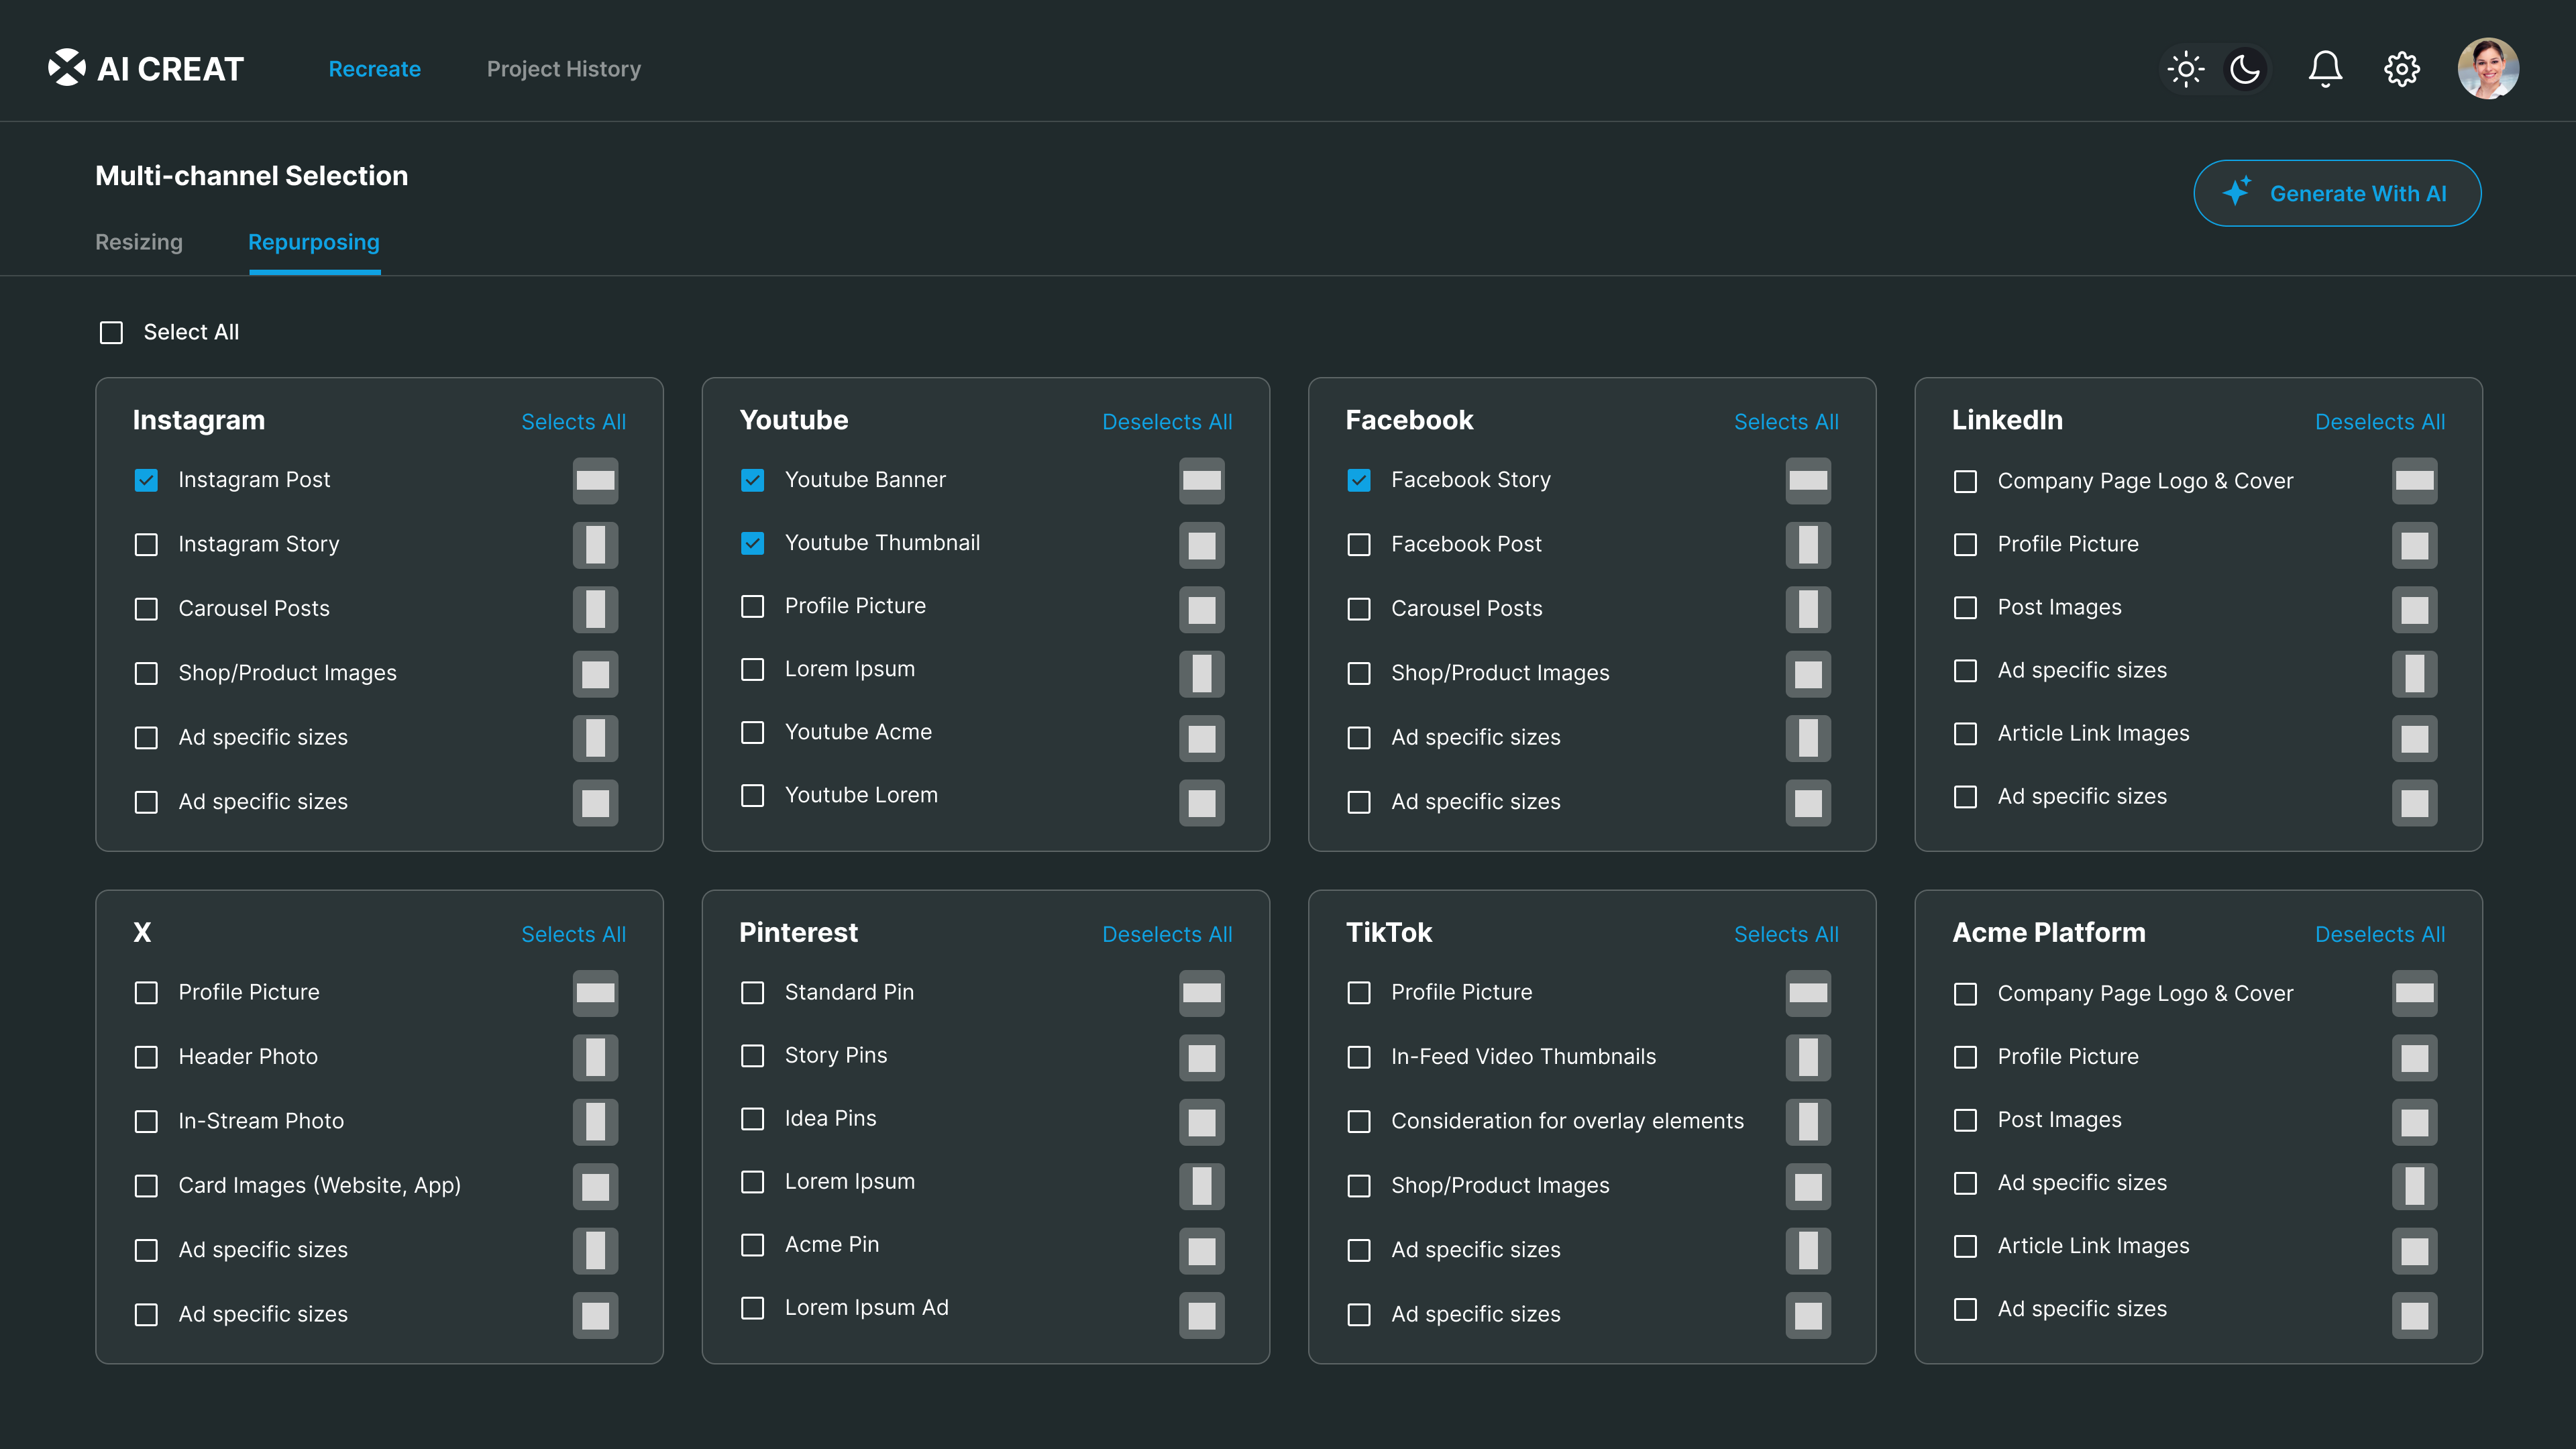 AI CREAT
Recreate
Project History
Multi-channel Selection
Generate With AI
Resizing
Repurposing
Select All
Instagram
Selects All
Instagram Post
Instagram Story
Carousel Posts
Shop/Product Images
Ad specific sizes
Ad specific sizes
Youtube
Deselects All
Youtube Banner
Youtube Thumbnail
Profile Picture
Lorem Ipsum
Youtube Acme
Youtube Lorem
Facebook
Selects All
Facebook Story
Facebook Post
Carousel Posts
Shop/Product Images
Ad specific sizes
Ad specific sizes
LinkedIn
Deselects All
Company Page Logo & Cover
Profile Picture
Post Images
Ad specific sizes
Article Link Images
Ad specific sizes
X
Selects All
Profile Picture
Header Photo
In-Stream Photo
Card Images (Website, App)
Ad specific sizes
Ad specific sizes
Pinterest
Deselects All
Standard Pin
Story Pins
Idea Pins
Lorem Ipsum
Acme Pin
Lorem Ipsum Ad
TikTok
Selects All
Profile Picture
In-Feed Video Thumbnails
Consideration for overlay elements
Shop/Product Images
Ad specific sizes
Ad specific sizes
Acme Platform
Deselects All
Company Page Logo & Cover
Profile Picture
Post Images
Ad specific sizes
Article Link Images
Ad specific sizes